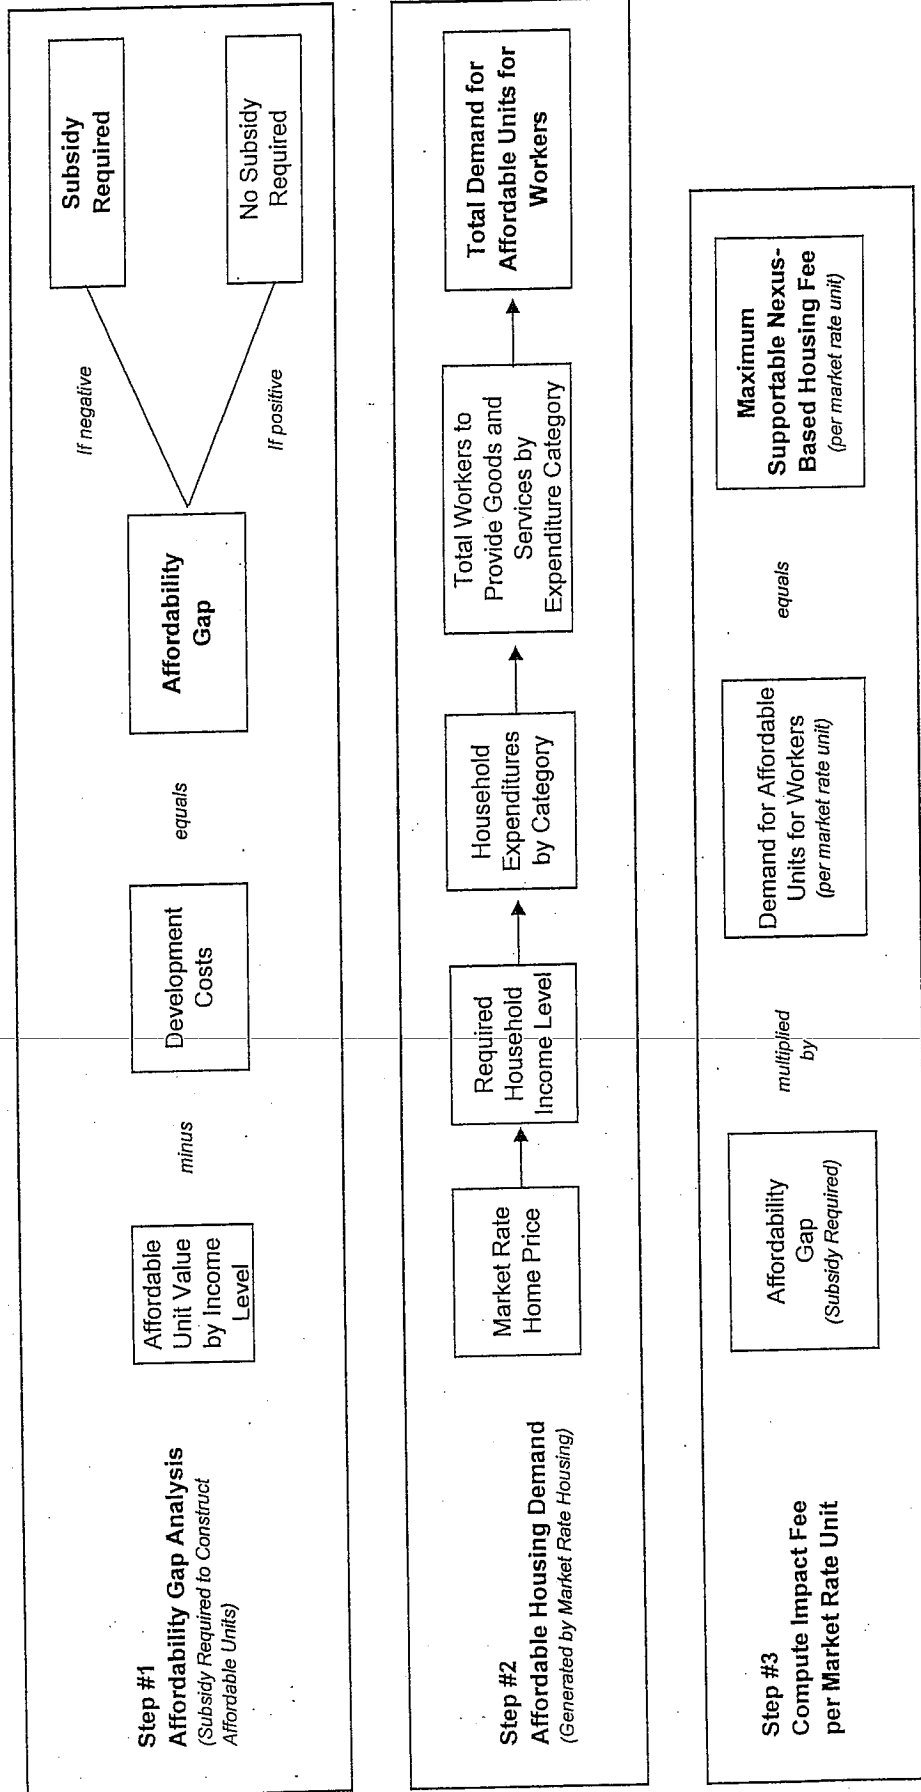 Step #1
Affordability Gap Analysis
(Subsidy Required to Construct
Affordable Units)
Affordable
Unit Value
by Income
Level
minus
Development
Costs
equals
Affordability
Gap
If negative
Subsidy
Required
If positive
No Subsidy
Required
Step #2
Affordable Housing Demand
(Generated by Market Rate Housing)
Market Rate
Home Price
Required
Household
Income Level
Household
Expenditures
by Category
Total Workers to
Provide Goods and
Services by
Expenditure Category
Total Demand for
Affordable Units for
Workers
Step #3
Compute Impact Fee
per Market Rate Unit
Affordability
Gap
(Subsidy Required)
multiplied
by
Demand for Affordable
Units for Workers
(per market rate unit)
equals
Maximum
Supportable Nexus-
Based Housing Fee
(per market rate unit)